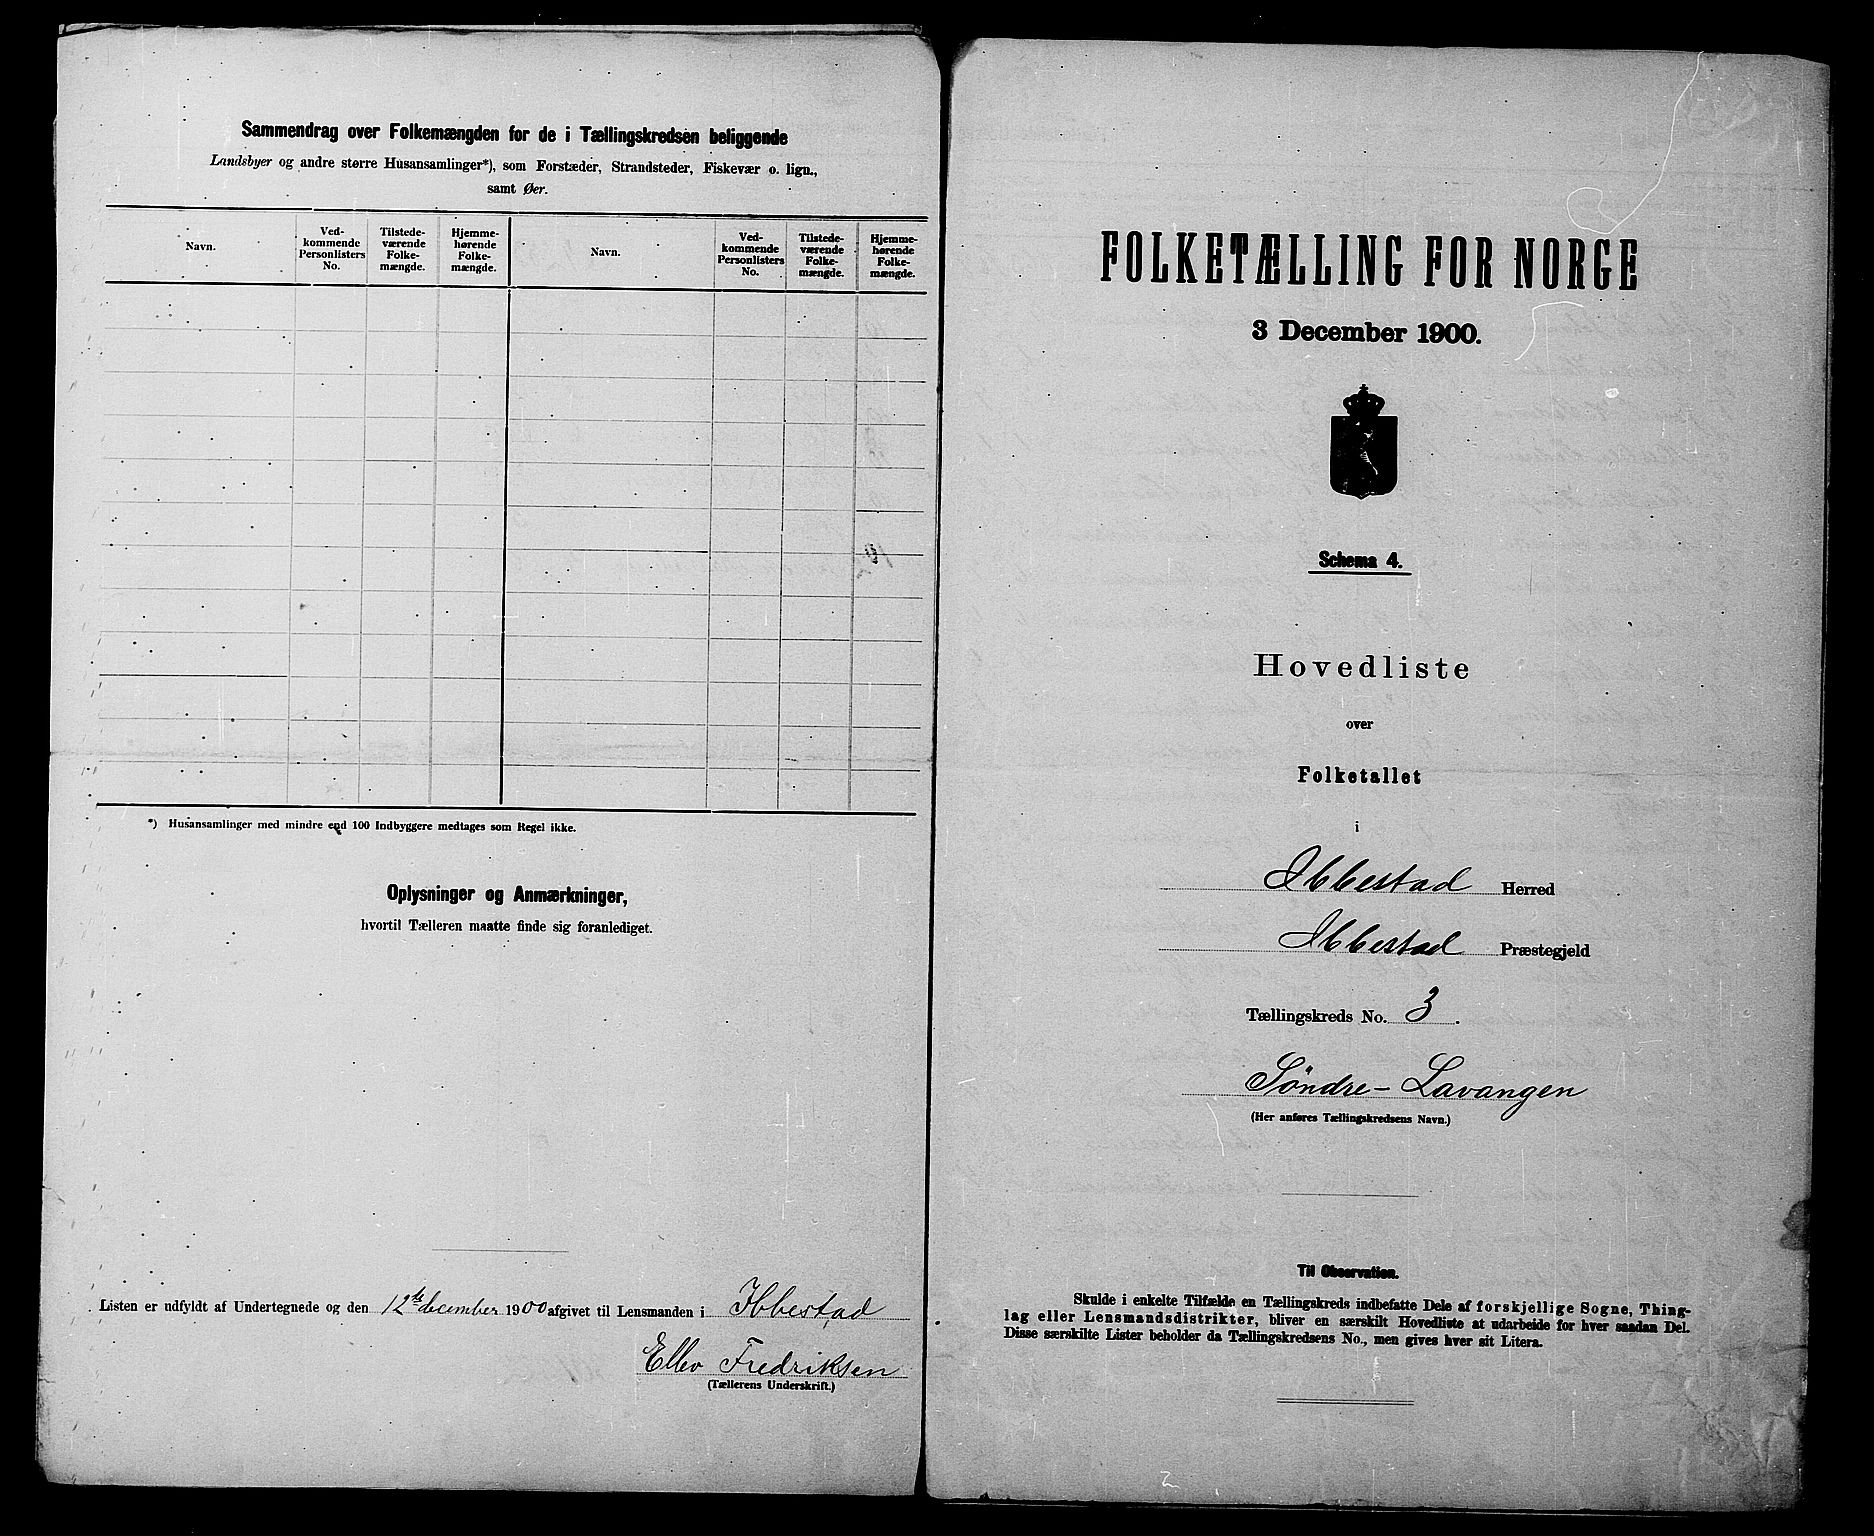 Sammendrag over Folkemængden for de i Tællingskredsen beliggende
Landsbyer og andre større Husansamlinger*), som Forstæder, Strandsteder, Fiskevær o. lign.,
samt Øer.
Navn.
Ved-
kommende
Personlisters
No.
Tilstede-
værende
Folke-
mængde.
Hjemme-
hørende
Folke-
mængde.
Navn.
Ved-
kommende
Personlisters
No.
Tilstede-
værende
Folke-
mængde.
Hjemme-
hørende
Folke-
mængde.
*) Husansamlinger med mindre end 100 Indbyggere medtages som Regel ikke.
Oplysninger og Anmærkninger,
hvortil Tælleren maatte finde sig foranlediget.
Listen er udfyldt af Undertegnede og den 12te december 1900 afgivet til Lensmanden i Ibbestad
Ellev Fredriksen
(Tællerens Underskrift.)
FOLKETÆLLING FOR NORGE
3 December 1900.
Schema 4.
Hovedliste
over
Folketallet
i
Ibbestad Herred
Ibbestad Præstegjeld
Tællingskreds No. 3.
Söndre-Lavangen
(Her anføres Tællingskredsens Navn.)
Til Observation.
Skulde i enkelte Tilfælde en Tællingskreds indbefatte Dele af forskjellige Sogne, Thing-
lag eller Lensmandsdistrikter, bliver en særskilt Hovedliste at udarbeide for hver saadan Del.
Disse særskilte Lister beholder da Tællingskredsens No., men gives hver sit Litera.